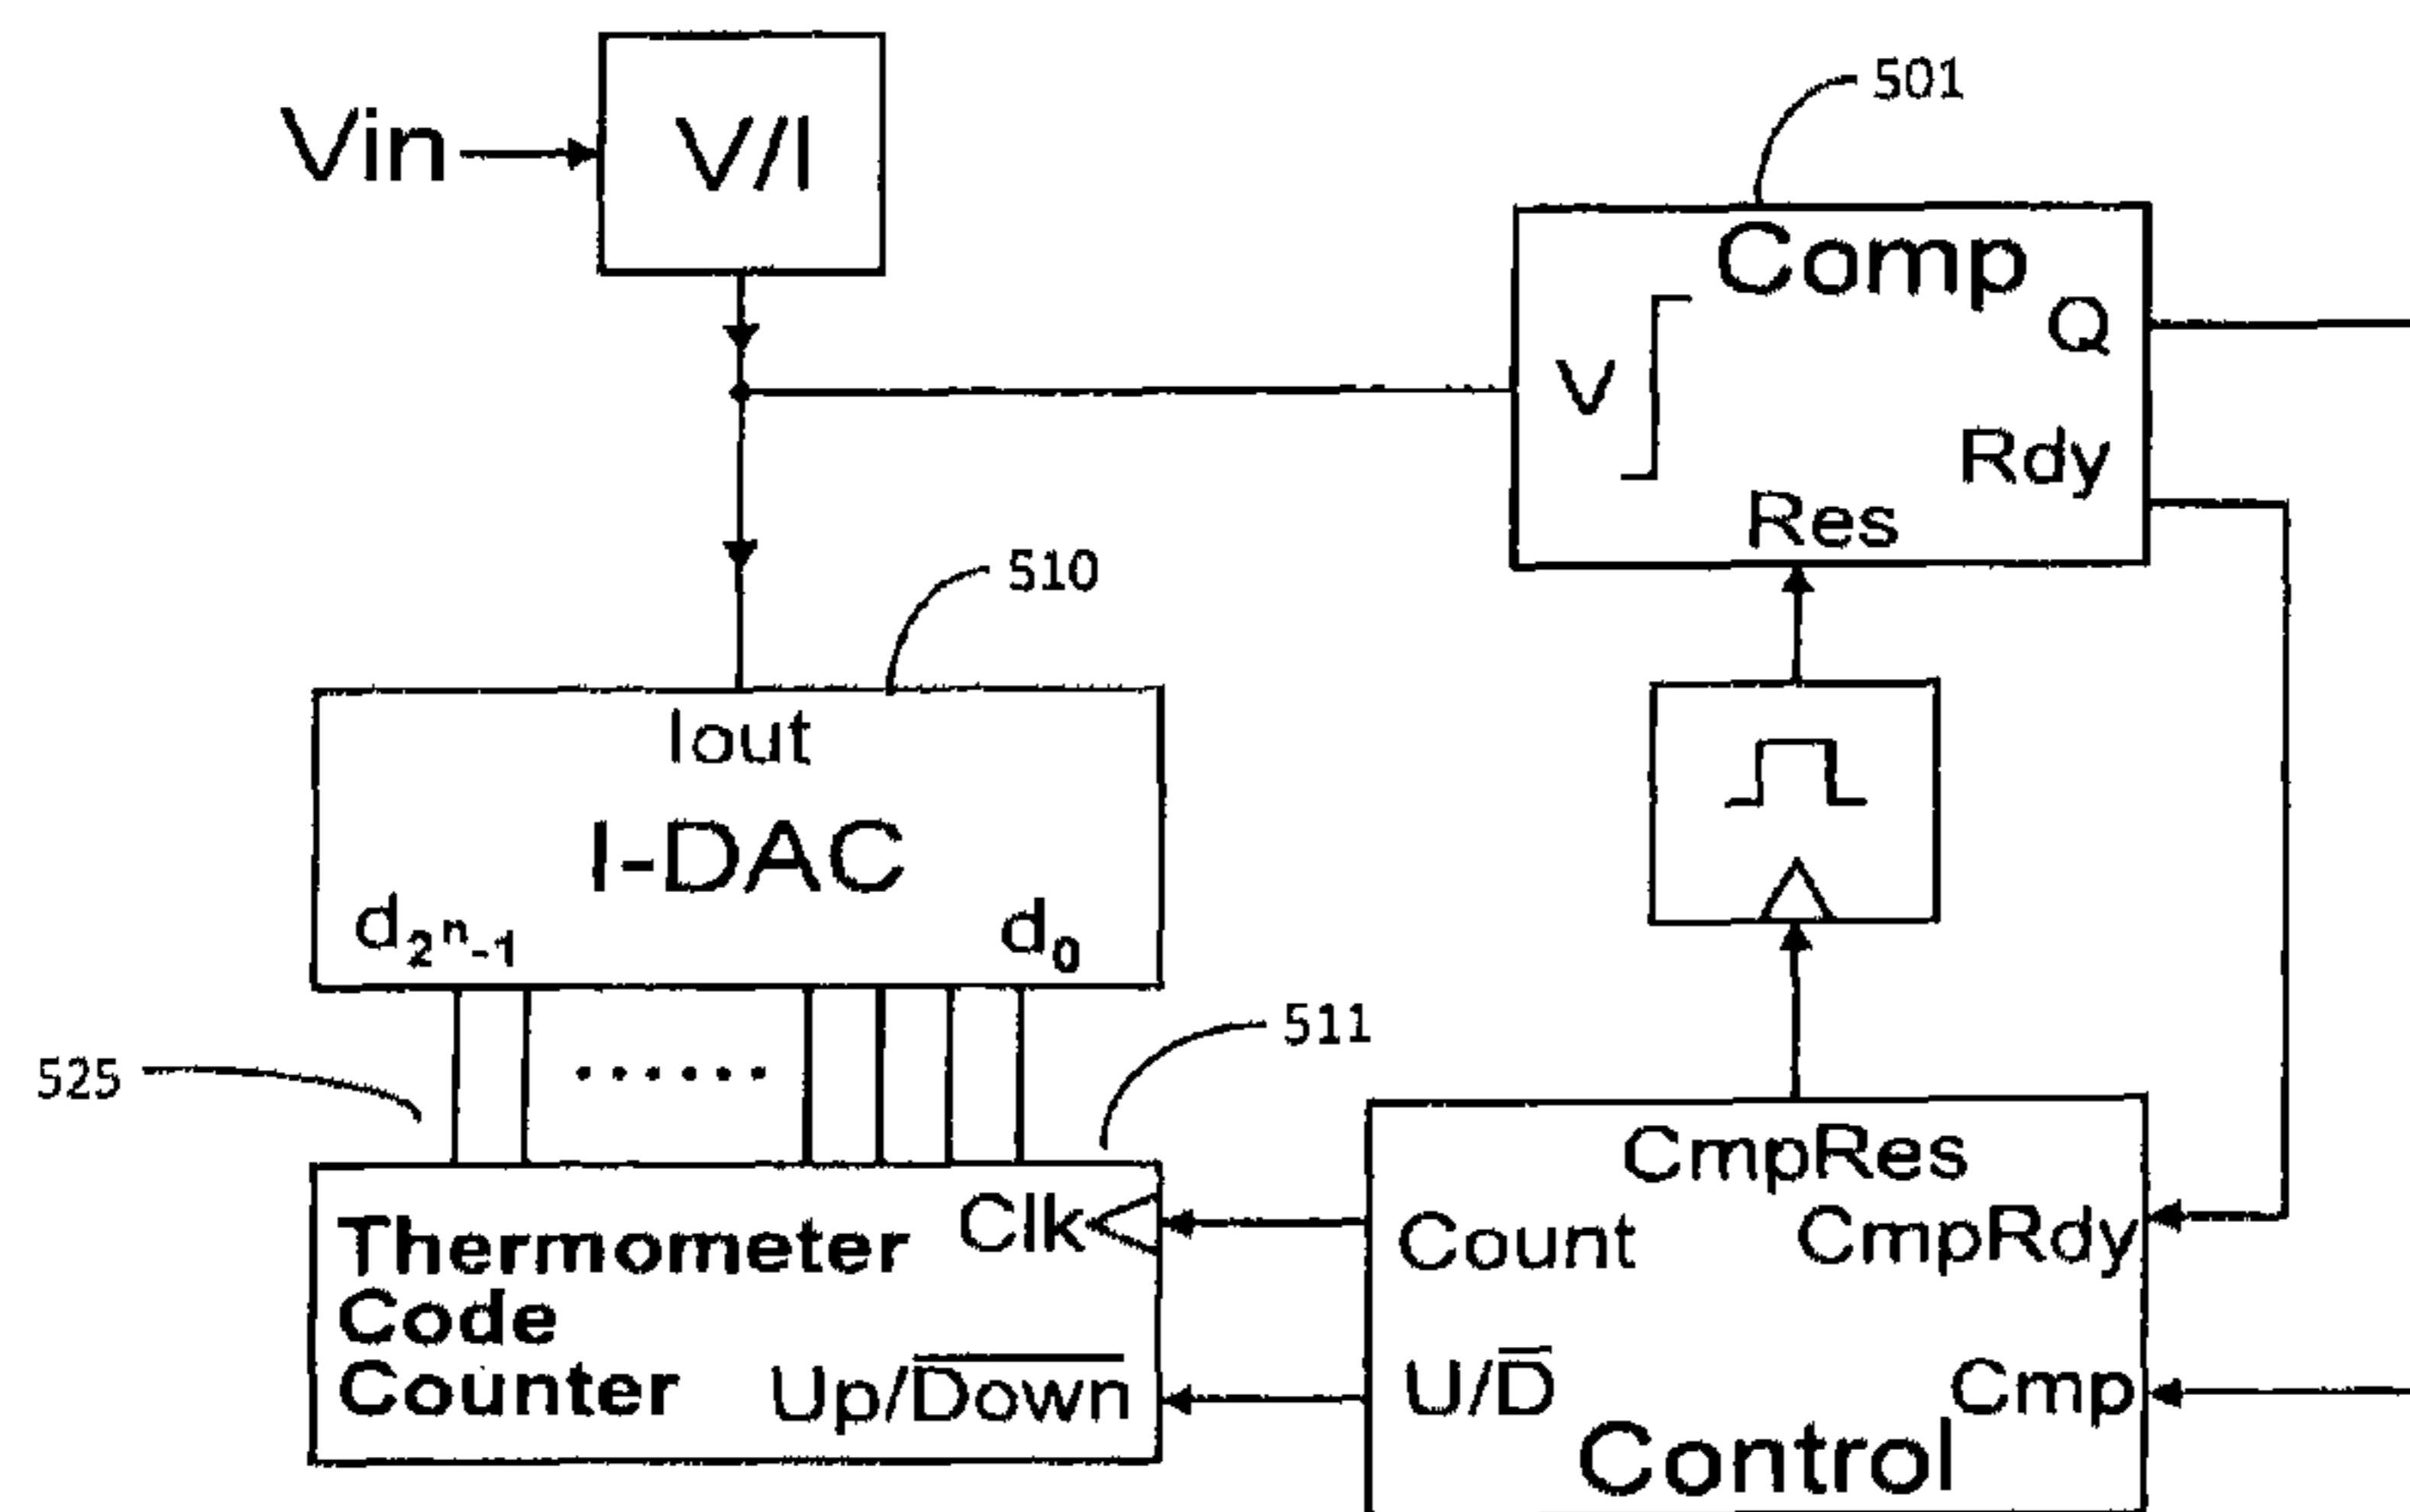 Vin
V/I
501
Comp
V
Q
Rdy
Res
510
Iout
I-DAC
d₂ⁿ₋₁
d₀
525
511
Thermometer
Code
Counter
Clk
Up/D̅o̅w̅n̅
CmpRes
Count
CmpRdy
U/D̅
Cmp
Control